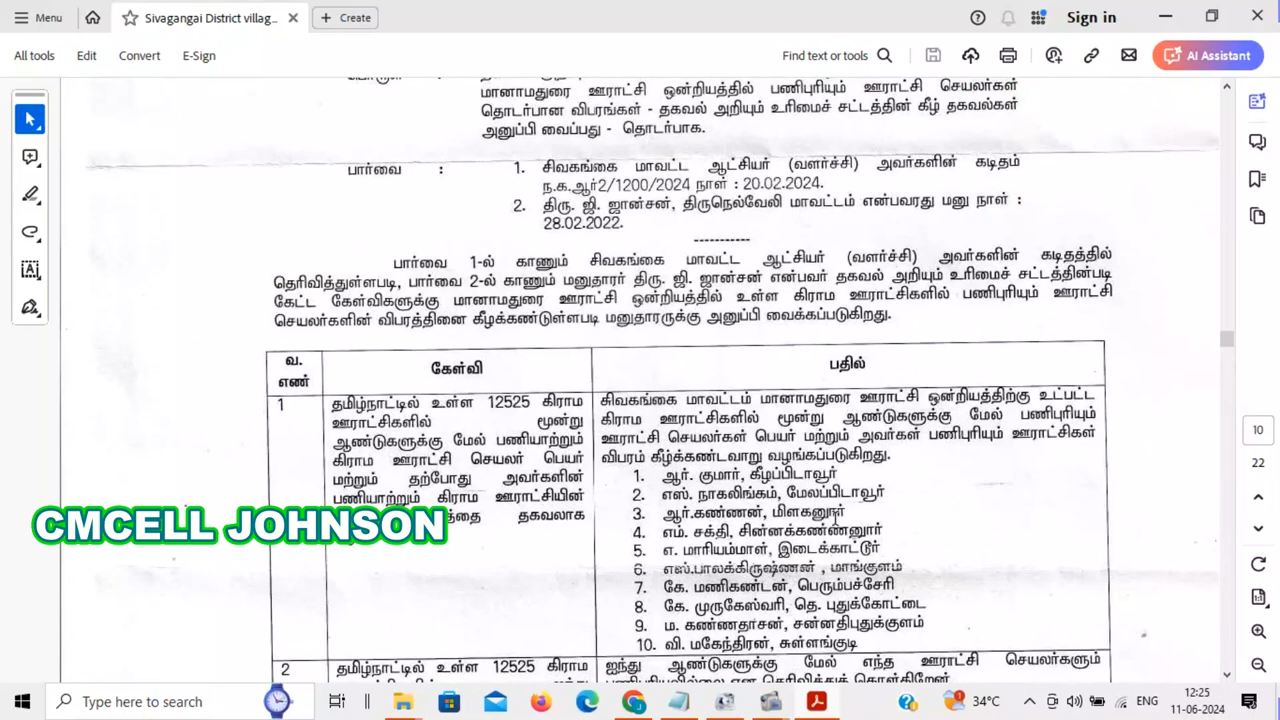 Menu
Sivagangai District villag...
Create
Sign in
All tools
Edit
Convert
E-Sign
Find text or tools
AI Assistant
மானாமதுரை ஊராட்சி ஒன்றியத்தில் பணிபுரியும் ஊராட்சி செயலர்கள்
தொடர்பான விபரங்கள் - தகவல் அறியும் உரிமைச் சட்டத்தின் கீழ் தகவல்கள்
அனுப்பி வைப்பது - தொடர்பாக.
பார்வை : 1. சிவகங்கை மாவட்ட ஆட்சியர் (வளர்ச்சி) அவர்களின் கடிதம்
ந.க.ஆர்2/1200/2024 நாள் : 20.02.2024.
2. திரு. ஜி. ஜான்சன், திருநெல்வேலி மாவட்டம் என்பவரது மனு நாள் :
28.02.2022.
-----------
பார்வை 1-ல் காணும் சிவகங்கை மாவட்ட ஆட்சியர் (வளர்ச்சி) அவர்களின் கடிதத்தில்
தெரிவித்துள்ளபடி, பார்வை 2-ல் காணும் மனுதாரர் திரு. ஜி. ஜான்சன் என்பவர் தகவல் அறியும் உரிமைச் சட்டத்தின்படி
கேட்ட கேள்விகளுக்கு மானாமதுரை ஊராட்சி ஒன்றியத்தில் உள்ள கிராம ஊராட்சிகளில் பணிபுரியும் ஊராட்சி
செயலர்களின் விபரத்தினை கீழ்க்கண்டுள்ளபடி மனுதாரருக்கு அனுப்பி வைக்கப்படுகிறது.
வ.
எண்
கேள்வி
பதில்
1
தமிழ்நாட்டில் உள்ள 12525 கிராம
ஊராட்சிகளில் மூன்று
ஆண்டுகளுக்கு மேல் பணியாற்றும்
கிராம ஊராட்சி செயலர் பெயர்
மற்றும் தற்போது அவர்களின்
பணியாற்றும் கிராம ஊராட்சியின்
தகவலாக
சிவகங்கை மாவட்டம் மானாமதுரை ஊராட்சி ஒன்றியத்திற்கு உட்பட்ட
கிராம ஊராட்சிகளில் மூன்று ஆண்டுகளுக்கு மேல் பணிபுரியும்
ஊராட்சி செயலர்கள் பெயர் மற்றும் அவர்கள் பணிபுரியும் ஊராட்சிகள்
விபரம் கீழ்க்கண்டவாறு வழங்கப்படுகிறது.
1. ஆர். குமார், கீழப்பிடாவூர்
2. எஸ். நாகலிங்கம், மேலப்பிடாவூர்
3. ஆர்.கண்ணன், மிளகனூர்
4. எம். சக்தி, சின்னக்கண்ணனூர்
5. எ. மாரியம்மாள், இடைக்காட்டூர்
6. எஸ்.பாலக்கிருஷ்ணன் , மாங்குளம்
7. கே. மணிகண்டன், பெரும்பச்சேரி
8. கே. முருகேஸ்வரி, தெ. புதுக்கோட்டை
9. ம. கண்ணதாசன், சன்னதிபுதுக்குளம்
10. வி. மகேந்திரன், சுள்ளங்குடி
2
தமிழ்நாட்டில் உள்ள 12525 கிராம
ஐந்து ஆண்டுகளுக்கு மேல் எந்த ஊராட்சி செயலர்களும்
CMCELL JOHNSON
10
22
Type here to search
34°C
ENG
12:25
11-06-2024